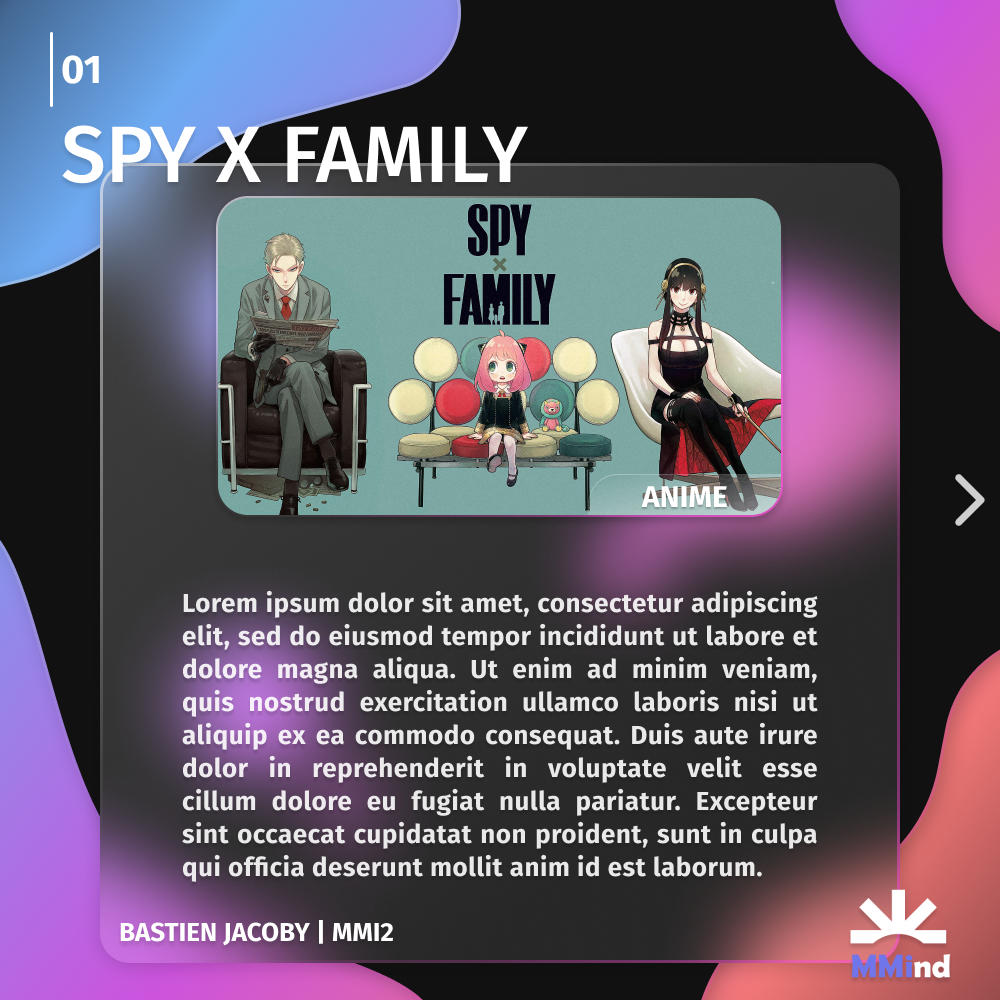 01
SPY X FAMILY
SPY
×
FAMILY
ANIME
Lorem ipsum dolor sit amet, consectetur adipiscing
elit, sed do eiusmod tempor incididunt ut labore et
dolore magna aliqua. Ut enim ad minim veniam,
quis nostrud exercitation ullamco laboris nisi ut
aliquip ex ea commodo consequat. Duis aute irure
dolor in reprehenderit in voluptate velit esse
cillum dolore eu fugiat nulla pariatur. Excepteur
sint occaecat cupidatat non proident, sunt in culpa
qui officia deserunt mollit anim id est laborum.
BASTIEN JACOBY | MMI2
MMind